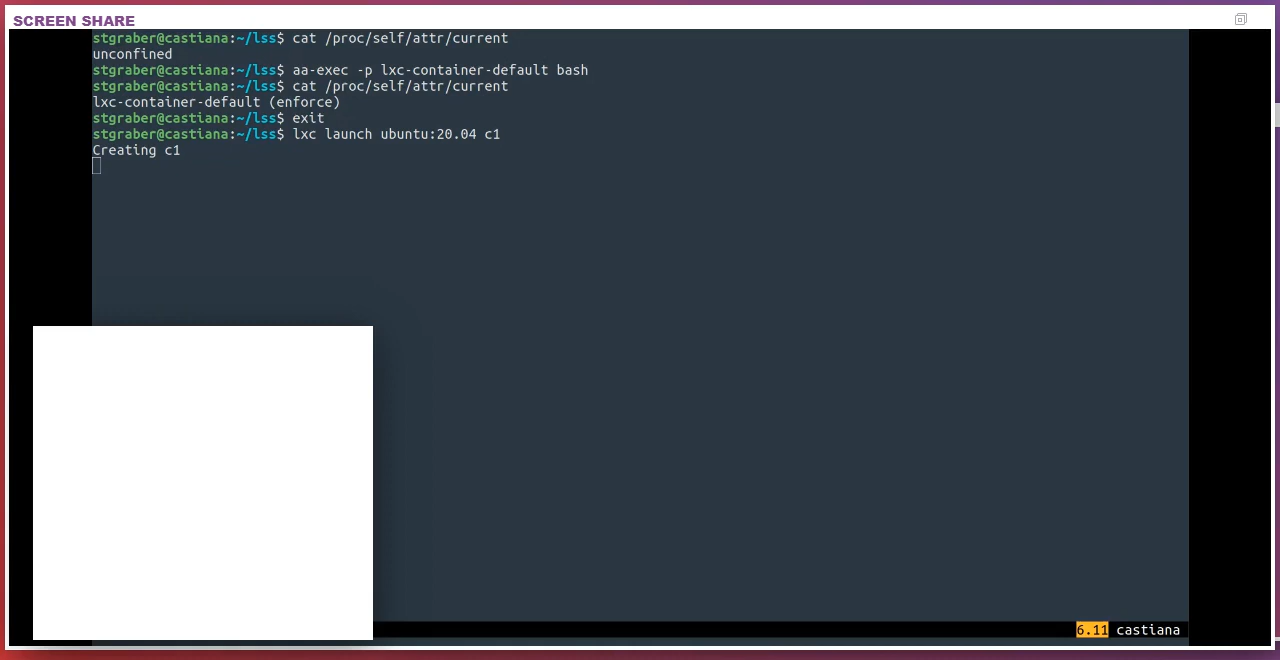 SCREEN SHARE
stgraber@castiana:~/lss$ cat /proc/self/attr/current
unconfined
stgraber@castiana:~/lss$ aa-exec -p lxc-container-default bash
stgraber@castiana:~/lss$ cat /proc/self/attr/current
lxc-container-default (enforce)
stgraber@castiana:~/lss$ exit
stgraber@castiana:~/lss$ lxc launch ubuntu:20.04 c1
Creating c1
6.11 castiana